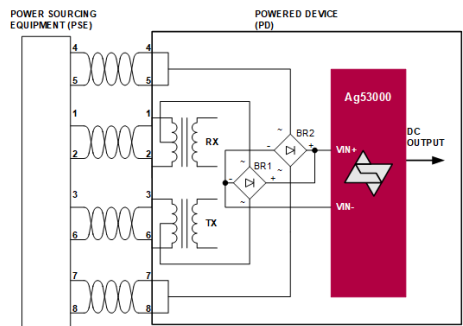 POWER SOURCING
EQUIPMENT (PSE)
POWERED DEVICE
(PD)
4
4
5
5
1
1
2
2
3
3
6
6
7
7
8
8
RX
TX
~
BR2
-
+
~
~
BR1
-
+
~
Ag53000
VIN+
VIN-
DC
OUTPUT